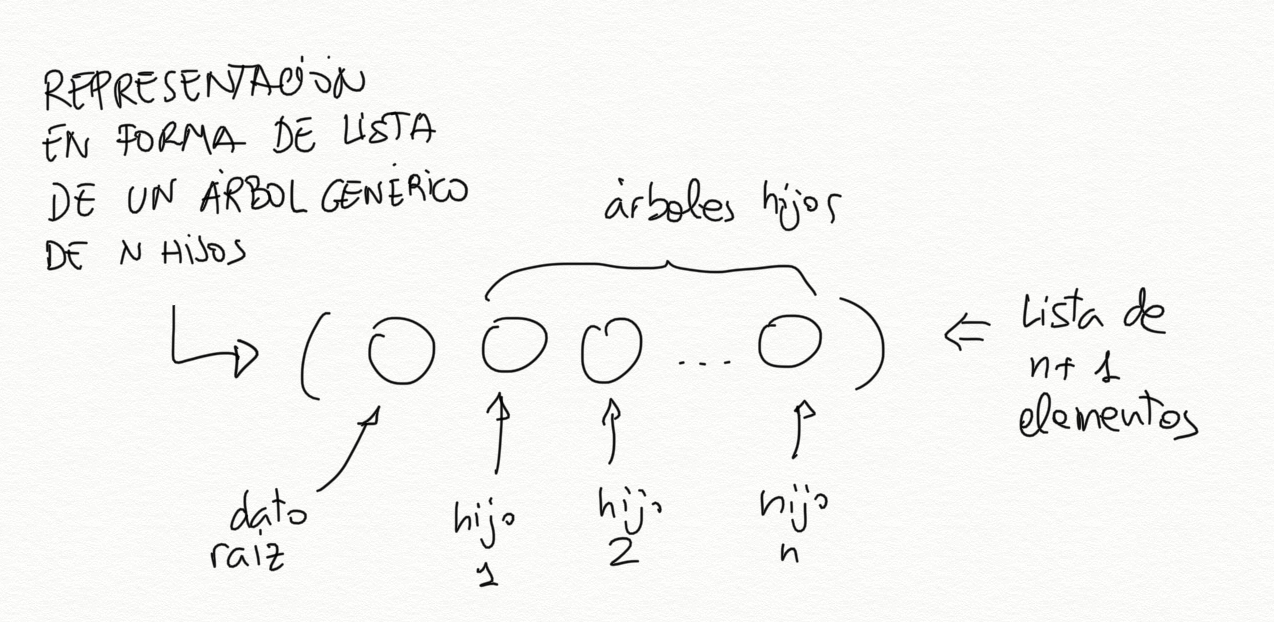 REPRESENTACIÓN
EN FORMA DE LISTA
DE UN ÁRBOL GENÉRICO
DE N HIJOS
árboles hijos
( ... )
Lista de
n+1
elementos
dato
raíz
hijo
1
hijo
2
hijo
n